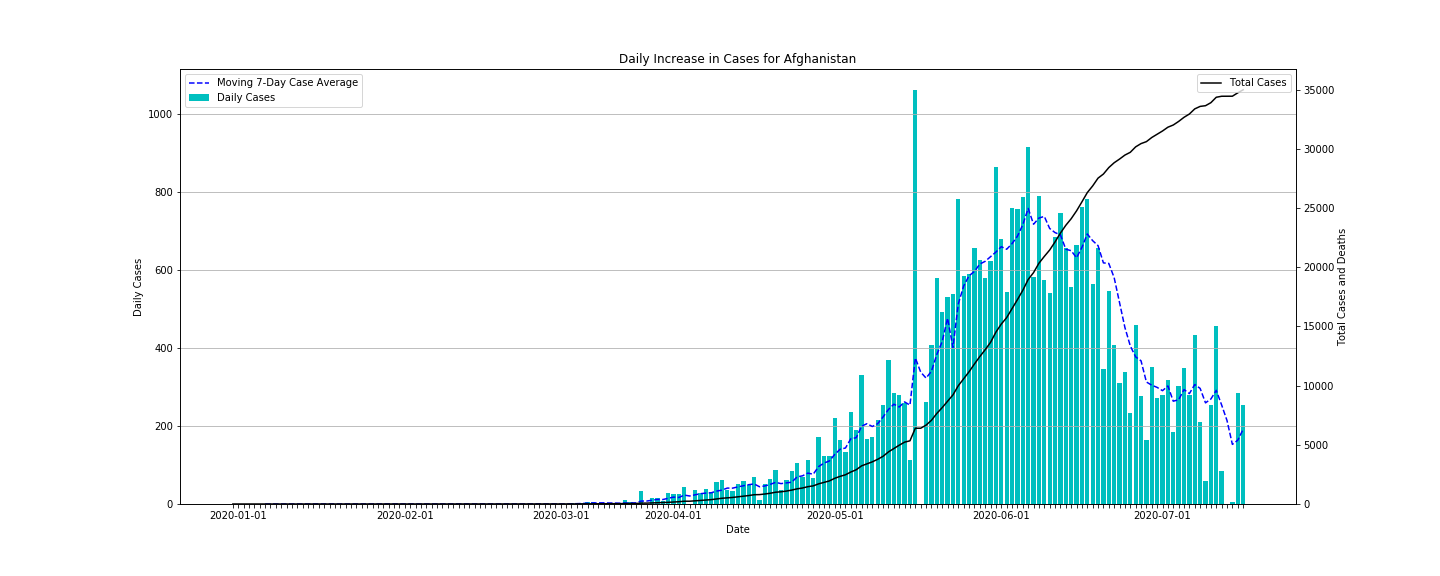 Daily Increase in Cases for Afghanistan
Moving 7-Day Case Average
Daily Cases
Total Cases
1000
800
600
400
200
0
Daily Cases
35000
30000
25000
20000
15000
10000
5000
0
Total Cases and Deaths
2020-01-01 2020-02-01 2020-03-01 2020-04-01 2020-05-01 2020-06-01 2020-07-01
Date